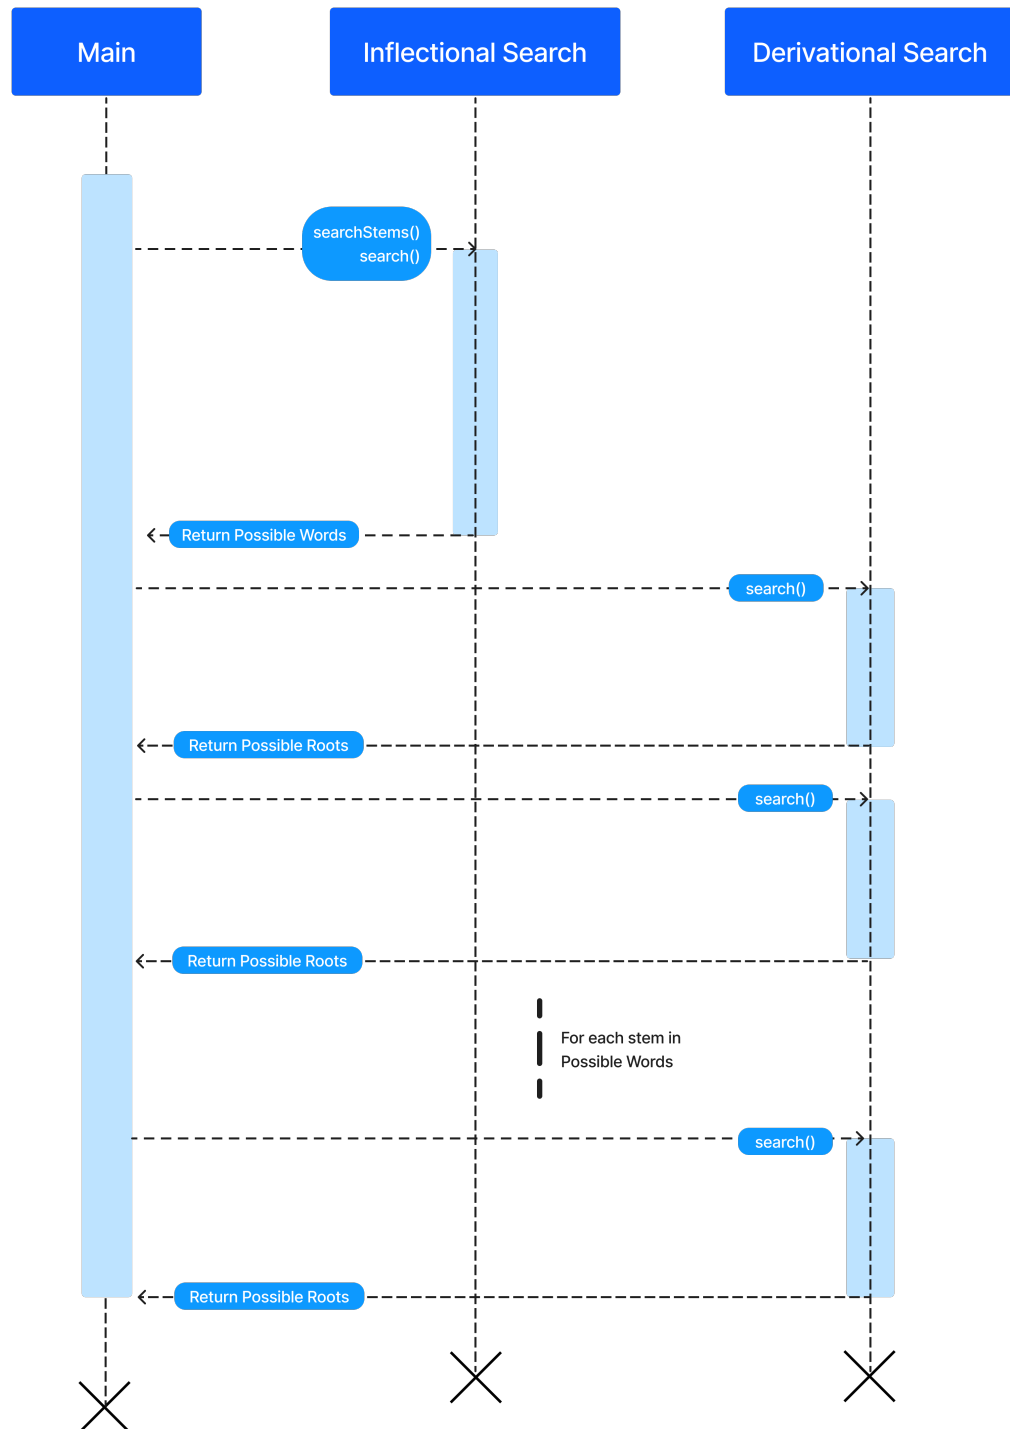 Main
Inflectional Search
Derivational Search
searchStems()
search()
Return Possible Words
search()
Return Possible Roots
search()
Return Possible Roots
For each stem in
Possible Words
search()
Return Possible Roots